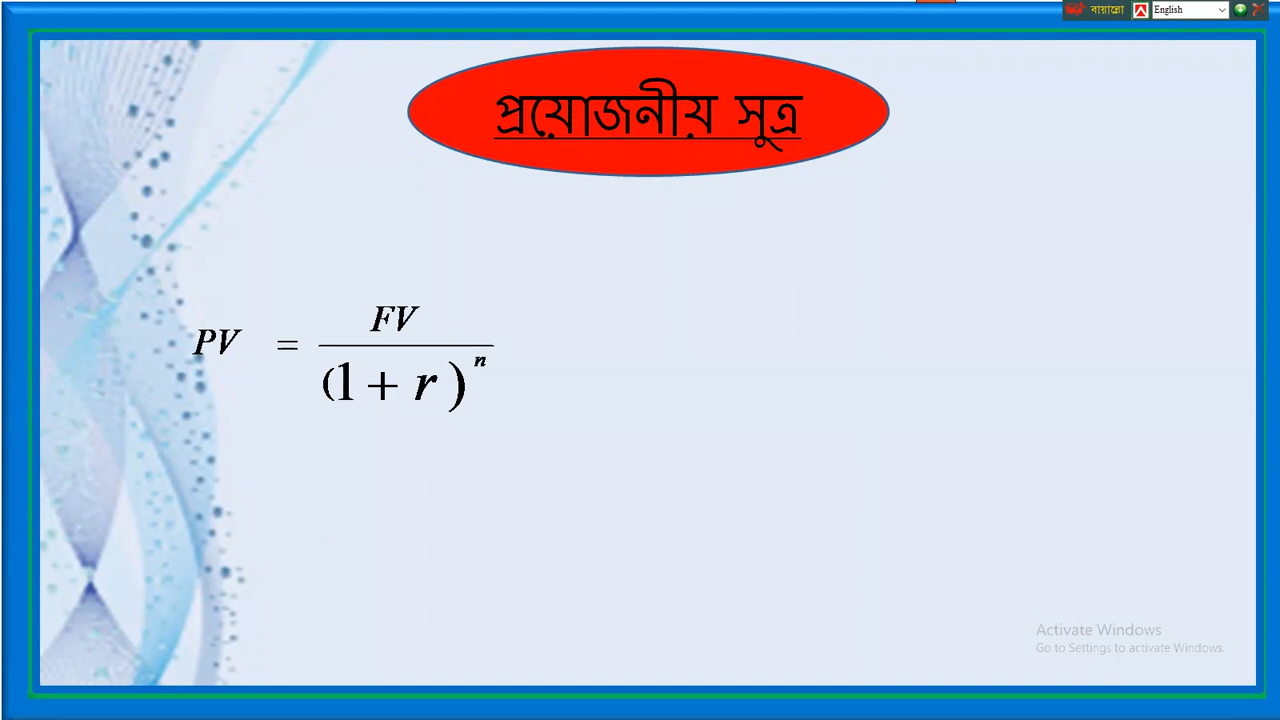 বায়ান্নো English
প্রয়োজনীয় সুত্র
PV = FV / (1 + r)^n
Activate Windows
Go to Settings to activate Windows.